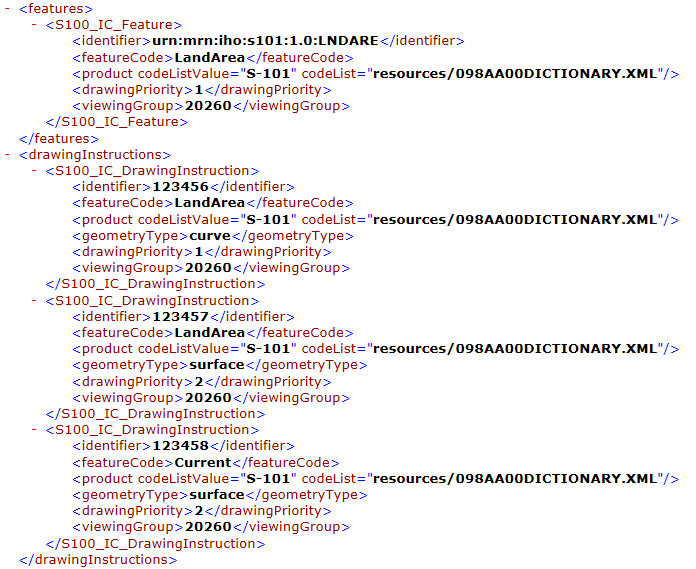 - <features>
- <S100_IC_Feature>
<identifier>urn:mrn:iho:s101:1.0:LNDARE</identifier>
<featureCode>LandArea</featureCode>
<product codeListValue="S-101" codeList="resources/098AA00DICTIONARY.XML"/>
<drawingPriority>1</drawingPriority>
<viewingGroup>20260</viewingGroup>
</S100_IC_Feature>
</features>
- <drawingInstructions>
- <S100_IC_DrawingInstruction>
<identifier>123456</identifier>
<featureCode>LandArea</featureCode>
<product codeListValue="S-101" codeList="resources/098AA00DICTIONARY.XML"/>
<geometryType>curve</geometryType>
<drawingPriority>1</drawingPriority>
<viewingGroup>20260</viewingGroup>
</S100_IC_DrawingInstruction>
- <S100_IC_DrawingInstruction>
<identifier>123457</identifier>
<featureCode>LandArea</featureCode>
<product codeListValue="S-101" codeList="resources/098AA00DICTIONARY.XML"/>
<geometryType>surface</geometryType>
<drawingPriority>2</drawingPriority>
<viewingGroup>20260</viewingGroup>
</S100_IC_DrawingInstruction>
- <S100_IC_DrawingInstruction>
<identifier>123458</identifier>
<featureCode>Current</featureCode>
<product codeListValue="S-101" codeList="resources/098AA00DICTIONARY.XML"/>
<geometryType>surface</geometryType>
<drawingPriority>2</drawingPriority>
<viewingGroup>20260</viewingGroup>
</S100_IC_DrawingInstruction>
</drawingInstructions>